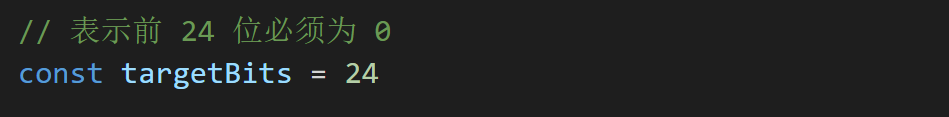 // 表示前 24 位必须为 0
const targetBits = 24